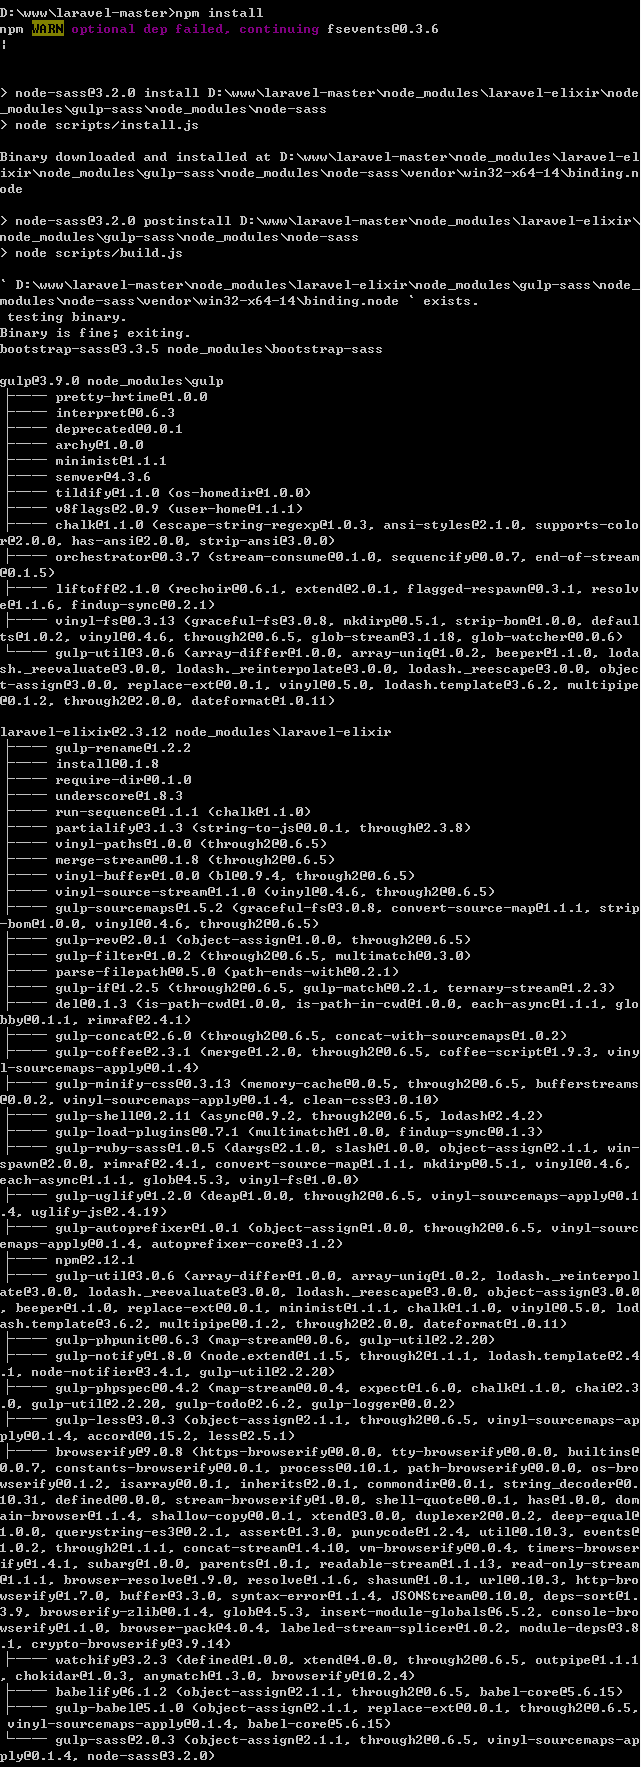 D:\www\laravel-master>npm install
npm WARN optional dep failed, continuing fsevents@0.3.6
¦
> node-sass@3.2.0 install D:\www\laravel-master\node_modules\laravel-elixir\node
_modules\gulp-sass\node_modules\node-sass
> node scripts/install.js
Binary downloaded and installed at D:\www\laravel-master\node_modules\laravel-el
ixir\node_modules\gulp-sass\node_modules\node-sass\vendor\win32-x64-14\binding.n
ode
> node-sass@3.2.0 postinstall D:\www\laravel-master\node_modules\laravel-elixir\
node_modules\gulp-sass\node_modules\node-sass
> node scripts/build.js
` D:\www\laravel-master\node_modules\laravel-elixir\node_modules\gulp-sass\node_
modules\node-sass\vendor\win32-x64-14\binding.node ` exists.
 testing binary.
Binary is fine; exiting.
bootstrap-sass@3.3.5 node_modules\bootstrap-sass
gulp@3.9.0 node_modules\gulp
├── pretty-hrtime@1.0.0
├── interpret@0.6.3
├── deprecated@0.0.1
├── archy@1.0.0
├── minimist@1.1.1
├── semver@4.3.6
├── tildify@1.1.0 (os-homedir@1.0.0)
├── v8flags@2.0.9 (user-home@1.1.1)
├── chalk@1.1.0 (escape-string-regexp@1.0.3, ansi-styles@2.1.0, supports-colo
r@2.0.0, has-ansi@2.0.0, strip-ansi@3.0.0)
├── orchestrator@0.3.7 (stream-consume@0.1.0, sequencify@0.0.7, end-of-stream
@0.1.5)
├── liftoff@2.1.0 (rechoir@0.6.1, extend@2.0.1, flagged-respawn@0.3.1, resolv
e@1.1.6, findup-sync@0.2.1)
├── vinyl-fs@0.3.13 (graceful-fs@3.0.8, mkdirp@0.5.1, strip-bom@1.0.0, defaul
ts@1.0.2, vinyl@0.4.6, through2@0.6.5, glob-stream@3.1.18, glob-watcher@0.0.6)
└── gulp-util@3.0.6 (array-differ@1.0.0, array-uniq@1.0.2, beeper@1.1.0, loda
sh._reevaluate@3.0.0, lodash._reinterpolate@3.0.0, lodash._reescape@3.0.0, objec
t-assign@3.0.0, replace-ext@0.0.1, vinyl@0.5.0, lodash.template@3.6.2, multipipe
@0.1.2, through2@2.0.0, dateformat@1.0.11)
laravel-elixir@2.3.12 node_modules\laravel-elixir
├── gulp-rename@1.2.2
├── install@0.1.8
├── require-dir@0.1.0
├── underscore@1.8.3
├── run-sequence@1.1.1 (chalk@1.1.0)
├── partialify@3.1.3 (string-to-js@0.0.1, through@2.3.8)
├── vinyl-paths@1.0.0 (through2@0.6.5)
├── merge-stream@0.1.8 (through2@0.6.5)
├── vinyl-buffer@1.0.0 (bl@0.9.4, through2@0.6.5)
├── vinyl-source-stream@1.1.0 (vinyl@0.4.6, through2@0.6.5)
├── gulp-sourcemaps@1.5.2 (graceful-fs@3.0.8, convert-source-map@1.1.1, strip
-bom@1.0.0, vinyl@0.4.6, through2@0.6.5)
├── gulp-rev@2.0.1 (object-assign@1.0.0, through2@0.6.5)
├── gulp-filter@1.0.2 (through2@0.6.5, multimatch@0.3.0)
├── parse-filepath@0.5.0 (path-ends-with@0.2.1)
├── gulp-if@1.2.5 (through2@0.6.5, gulp-match@0.2.1, ternary-stream@1.2.3)
├── del@0.1.3 (is-path-cwd@1.0.0, is-path-in-cwd@1.0.0, each-async@1.1.1, glo
bby@0.1.1, rimraf@2.4.1)
├── gulp-concat@2.6.0 (through2@0.6.5, concat-with-sourcemaps@1.0.2)
├── gulp-coffee@2.3.1 (merge@1.2.0, through2@0.6.5, coffee-script@1.9.3, viny
l-sourcemaps-apply@0.1.4)
├── gulp-minify-css@0.3.13 (memory-cache@0.0.5, through2@0.6.5, bufferstreams
@0.0.2, vinyl-sourcemaps-apply@0.1.4, clean-css@3.0.10)
├── gulp-shell@0.2.11 (async@0.9.2, through2@0.6.5, lodash@2.4.2)
├── gulp-load-plugins@0.7.1 (multimatch@1.0.0, findup-sync@0.1.3)
├── gulp-ruby-sass@1.0.5 (dargs@2.1.0, slash@1.0.0, object-assign@2.1.1, win-
spawn@2.0.0, rimraf@2.4.1, convert-source-map@1.1.1, mkdirp@0.5.1, vinyl@0.4.6,
each-async@1.1.1, glob@4.5.3, vinyl-fs@1.0.0)
├── gulp-uglify@1.2.0 (deap@1.0.0, through2@0.6.5, vinyl-sourcemaps-apply@0.1
.4, uglify-js@2.4.19)
├── gulp-autoprefixer@1.0.1 (object-assign@1.0.0, through2@0.6.5, vinyl-sourc
emaps-apply@0.1.4, autoprefixer-core@3.1.2)
├── npm@2.12.1
├── gulp-util@3.0.6 (array-differ@1.0.0, array-uniq@1.0.2, lodash._reinterpol
ate@3.0.0, lodash._reevaluate@3.0.0, lodash._reescape@3.0.0, object-assign@3.0.0
, beeper@1.1.0, replace-ext@0.0.1, minimist@1.1.1, chalk@1.1.0, vinyl@0.5.0, lod
ash.template@3.6.2, multipipe@0.1.2, through2@2.0.0, dateformat@1.0.11)
├── gulp-phpunit@0.6.3 (map-stream@0.0.6, gulp-util@2.2.20)
├── gulp-notify@1.8.0 (node.extend@1.1.5, through2@1.1.1, lodash.template@2.4
.1, node-notifier@3.4.1, gulp-util@2.2.20)
├── gulp-phpspec@0.4.2 (map-stream@0.0.4, expect@1.6.0, chalk@1.1.0, chai@2.3
.0, gulp-util@2.2.20, gulp-todo@2.6.2, gulp-logger@0.0.2)
├── gulp-less@3.0.3 (object-assign@2.1.1, through2@0.6.5, vinyl-sourcemaps-ap
ply@0.1.4, accord@0.15.2, less@2.5.1)
├── browserify@9.0.8 (https-browserify@0.0.0, tty-browserify@0.0.0, builtins@
0.0.7, constants-browserify@0.0.1, process@0.10.1, path-browserify@0.0.0, os-bro
wserify@0.1.2, isarray@0.0.1, inherits@2.0.1, commondir@0.0.1, string_decoder@0.
10.31, defined@0.0.0, stream-browserify@1.0.0, shell-quote@0.0.1, has@1.0.0, dom
ain-browser@1.1.4, shallow-copy@0.0.1, xtend@3.0.0, duplexer2@0.0.2, deep-equal@
1.0.0, querystring-es3@0.2.1, assert@1.3.0, punycode@1.2.4, util@0.10.3, events@
1.0.2, through2@1.1.1, concat-stream@1.4.10, vm-browserify@0.0.4, timers-browser
ify@1.4.1, subarg@1.0.0, parents@1.0.1, readable-stream@1.1.13, read-only-stream
@1.1.1, browser-resolve@1.9.0, resolve@1.1.6, shasum@1.0.1, url@0.10.3, http-bro
wserify@1.7.0, buffer@3.3.0, syntax-error@1.1.4, JSONStream@0.10.0, deps-sort@1.
3.9, browserify-zlib@0.1.4, glob@4.5.3, insert-module-globals@6.5.2, console-bro
wserify@1.1.0, browser-pack@4.0.4, labeled-stream-splicer@1.0.2, module-deps@3.8
.1, crypto-browserify@3.9.14)
├── watchify@3.2.3 (defined@1.0.0, xtend@4.0.0, through2@0.6.5, outpipe@1.1.1
, chokidar@1.0.3, anymatch@1.3.0, browserify@10.2.4)
├── babelify@6.1.2 (object-assign@2.1.1, through2@0.6.5, babel-core@5.6.15)
├── gulp-babel@5.1.0 (object-assign@2.1.1, replace-ext@0.0.1, through2@0.6.5,
 vinyl-sourcemaps-apply@0.1.4, babel-core@5.6.15)
└── gulp-sass@2.0.3 (object-assign@2.1.1, through2@0.6.5, vinyl-sourcemaps-ap
ply@0.1.4, node-sass@3.2.0)